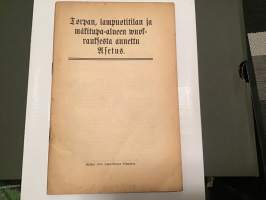 Torpan, lampuotitilan ja
mäkitupa-alueen vuok-
rauksesta annettu
Asetus.